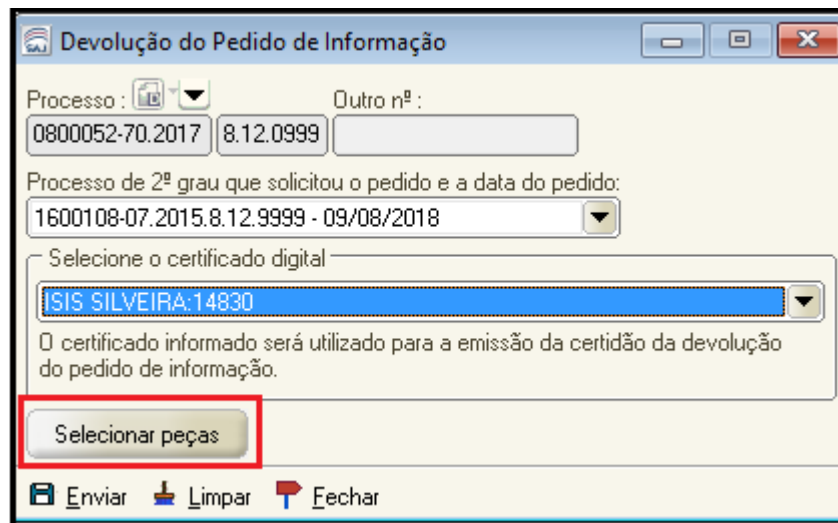 Devolução do Pedido de Informação
Processo :
Outro nº :
0800052-70.2017 8.12.0999
Processo de 2º grau que solicitou o pedido e a data do pedido:
1600108-07.2015.8.12.9999 - 09/08/2018
Selecione o certificado digital
ISIS SILVEIRA:14830
O certificado informado será utilizado para a emissão da certidão da devolução
do pedido de informação.
Selecionar peças
Enviar Limpar Fechar